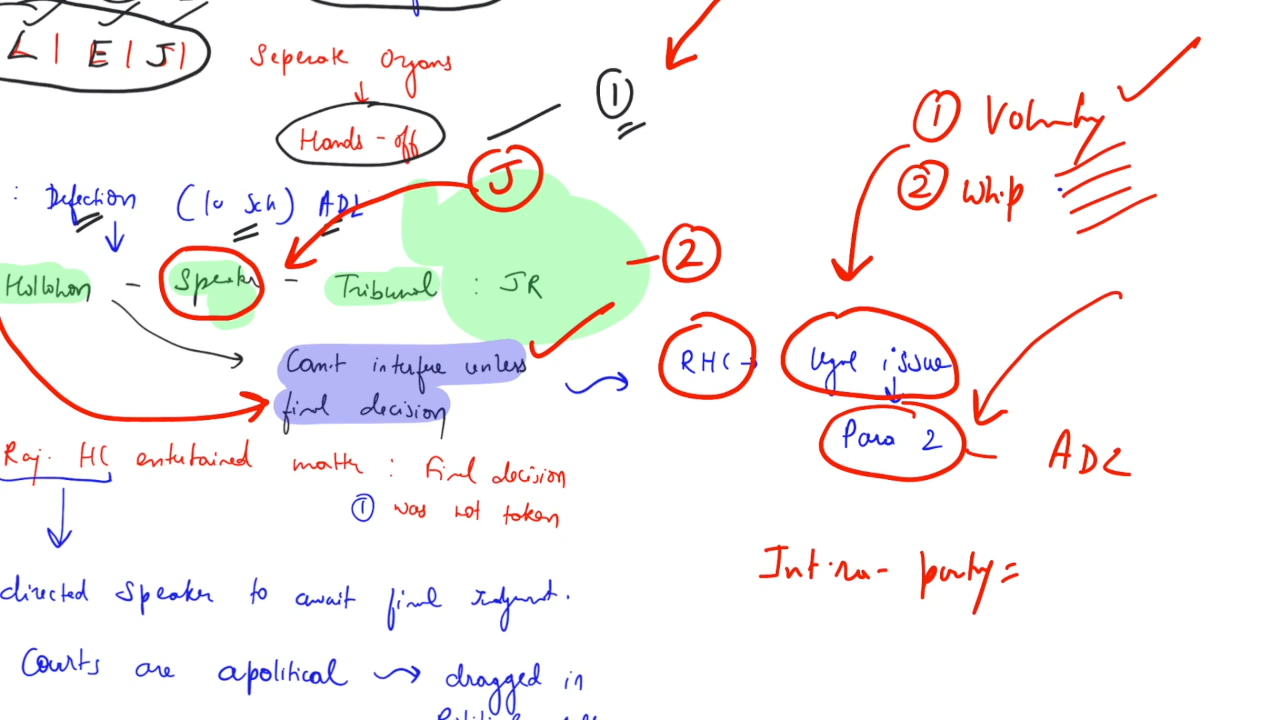 L | E | J |
Seperate Organs
Hands-off
①
: Defection (10 Sch) ADL
J
① Voluntary
② Whip
Hollohon - Speaker - Tribunal : JR
②
Can't interfere unless final decision
RHC → legal issue
Para 2
ADL
Raj. HC entertained matter : Final decision
① was not taken
Intra-party =
directed speaker to await final judgment.
Courts are apolitical → dragged in